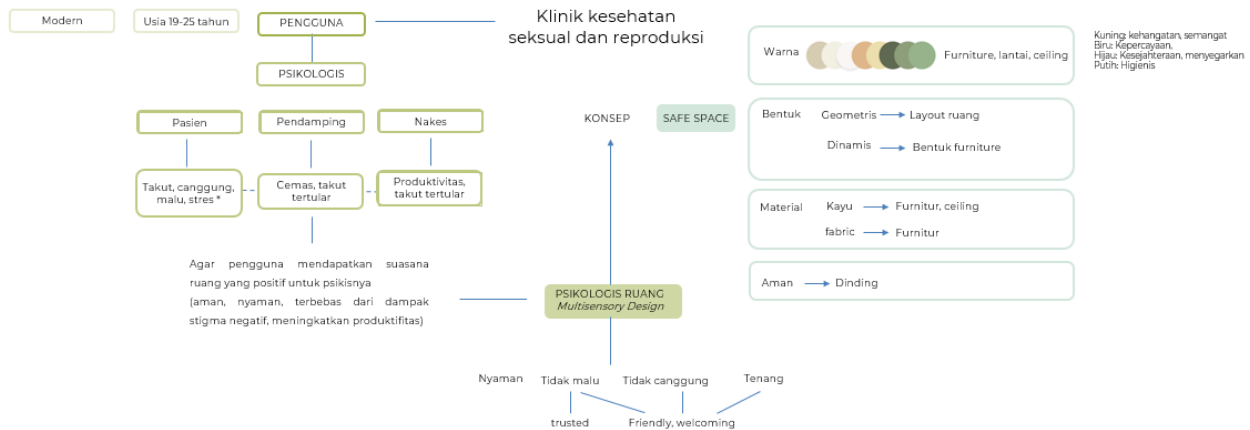 Modern
Usia 19-25 tahun
PENGGUNA
Klinik kesehatan
seksual dan reproduksi
PSIKOLOGIS
Pasien
Pendamping
Nakes
Takut, canggung,
malu, stres *
Cemas, takut
tertular
Produktivitas,
takut tertular
Agar pengguna mendapatkan suasana
ruang yang positif untuk psikisnya
(aman, nyaman, terbebas dari dampak
stigma negatif, meningkatkan produktifitas)
KONSEP
SAFE SPACE
PSIKOLOGIS RUANG
Multisensory Design
Nyaman
Tidak malu
Tidak canggung
Tenang
trusted
Friendly, welcoming
Warna
Furniture, lantai, ceiling
Kuning: kehangatan, semangat
Biru: Kepercayaan,
Hijau: Kesejahteraan, menyegarkan
Putih: Higienis
Bentuk
Geometris
Layout ruang
Dinamis
Bentuk furniture
Material
Kayu
Furnitur, ceiling
fabric
Furnitur
Aman
Dinding